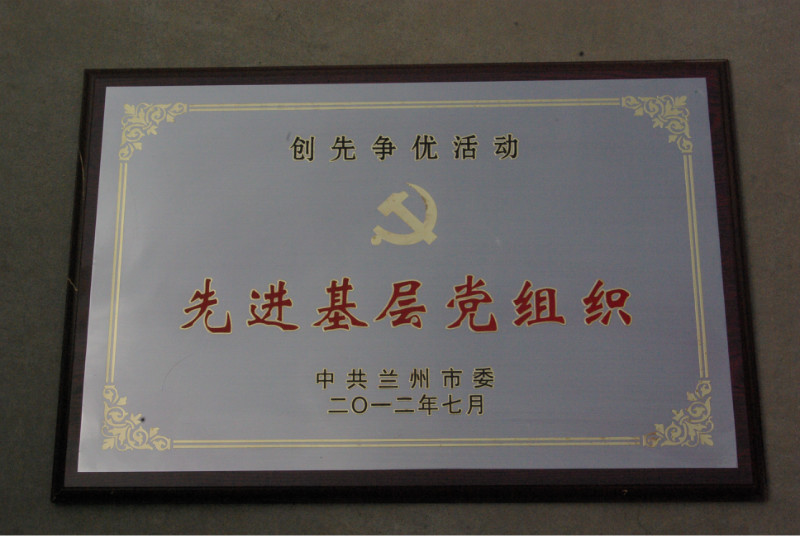 创先争优活动
先进基层党组织
中共兰州市委
二〇一二年七月